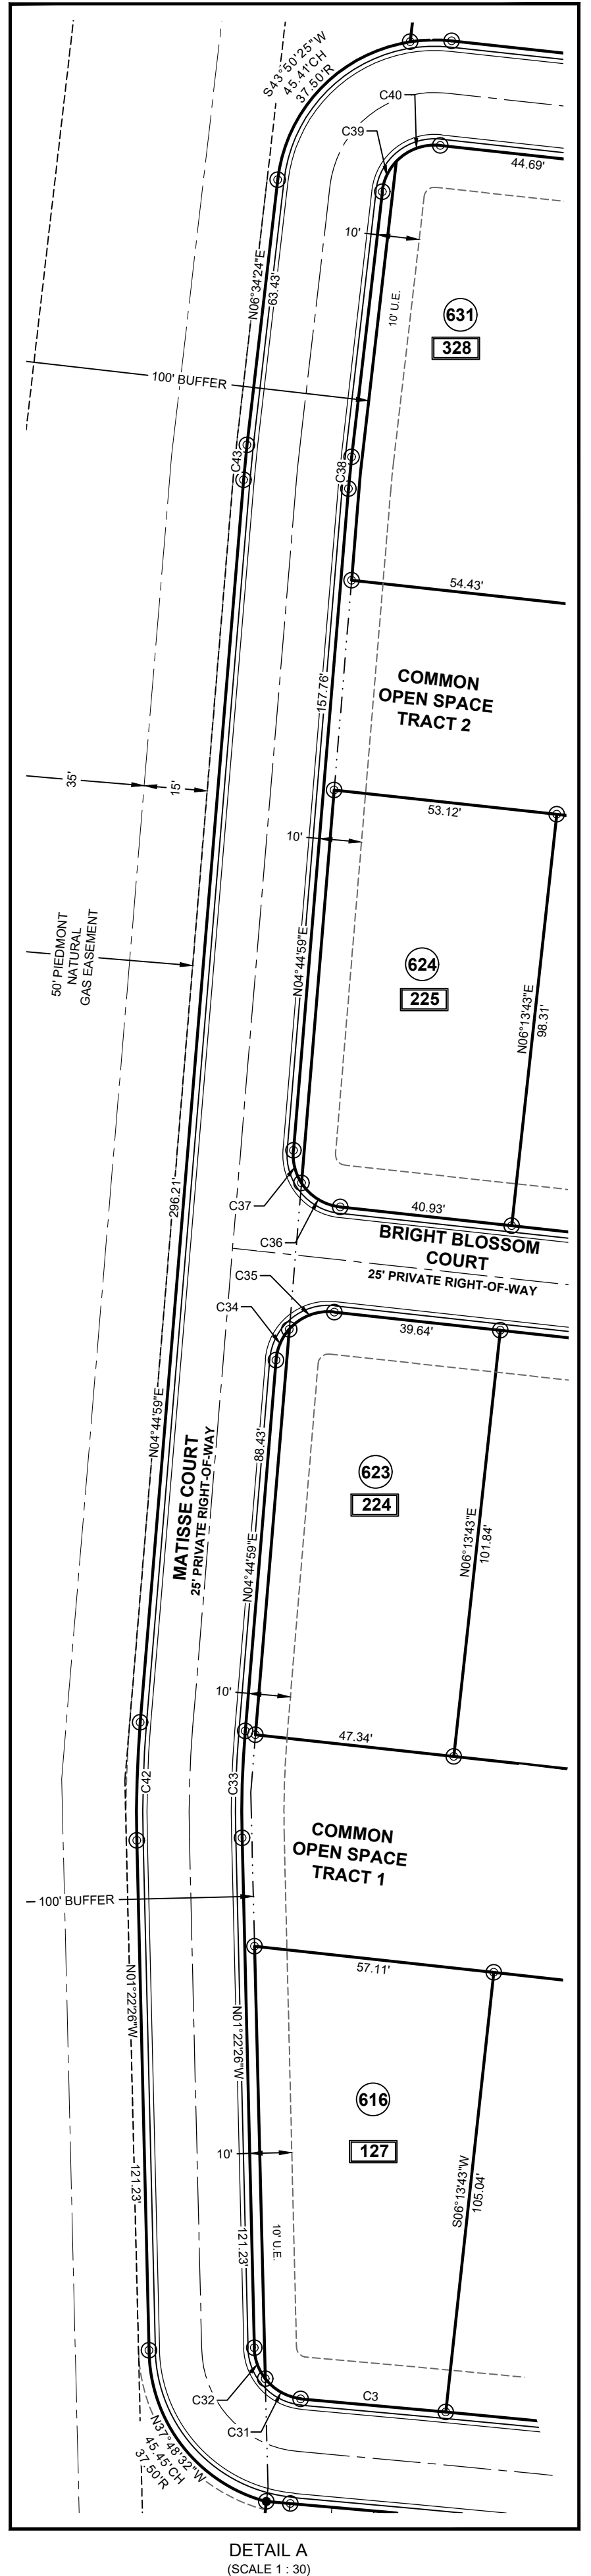 S43°50'25"W
45.41'CH
37.50'R
C40
C39
44.69'
10'
N06°34'24"E
63.43'
10' U.E.
631
328
100' BUFFER
C43
C38
54.43'
157.76'
COMMON
OPEN SPACE
TRACT 2
35'
15'
53.12'
10'
50' PIEDMONT
NATURAL
GAS EASEMENT
N04°44'59"E
624
225
N06°13'43"E
98.31'
296.21'
C37
40.93'
C36
BRIGHT BLOSSOM
COURT
25' PRIVATE RIGHT-OF-WAY
C35
C34
39.64'
N04°44'59"E
MATISSE COURT
25' PRIVATE RIGHT-OF-WAY
88.43'
N04°44'59"E
623
224
N06°13'43"E
101.84'
10'
47.34'
C42
C33
COMMON
OPEN SPACE
TRACT 1
100' BUFFER
57.11'
N01°22'26"W
N01°22'26"W
616
127
10'
121.23'
121.23'
10' U.E.
S06°13'43"W
105.04'
C32
C3
C31
N37°48'32"W
45.45'CH
37.50'R
DETAIL A
(SCALE 1 : 30)